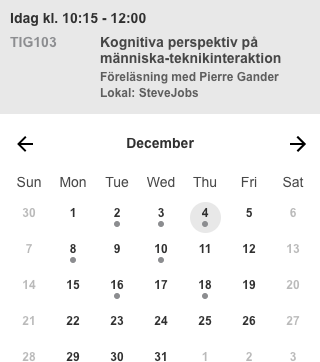 Idag kl. 10:15 - 12:00
TIG103 Kognitiva perspektiv på
människa-teknikinteraktion
Föreläsning med Pierre Gander
Lokal: SteveJobs
December
Sun Mon Tue Wed Thu Fri Sat
30 1 2 3 4 5 6
7 8 9 10 11 12 13
14 15 16 17 18 19 20
21 22 23 24 25 26 27
28 29 30 31 1 2 3